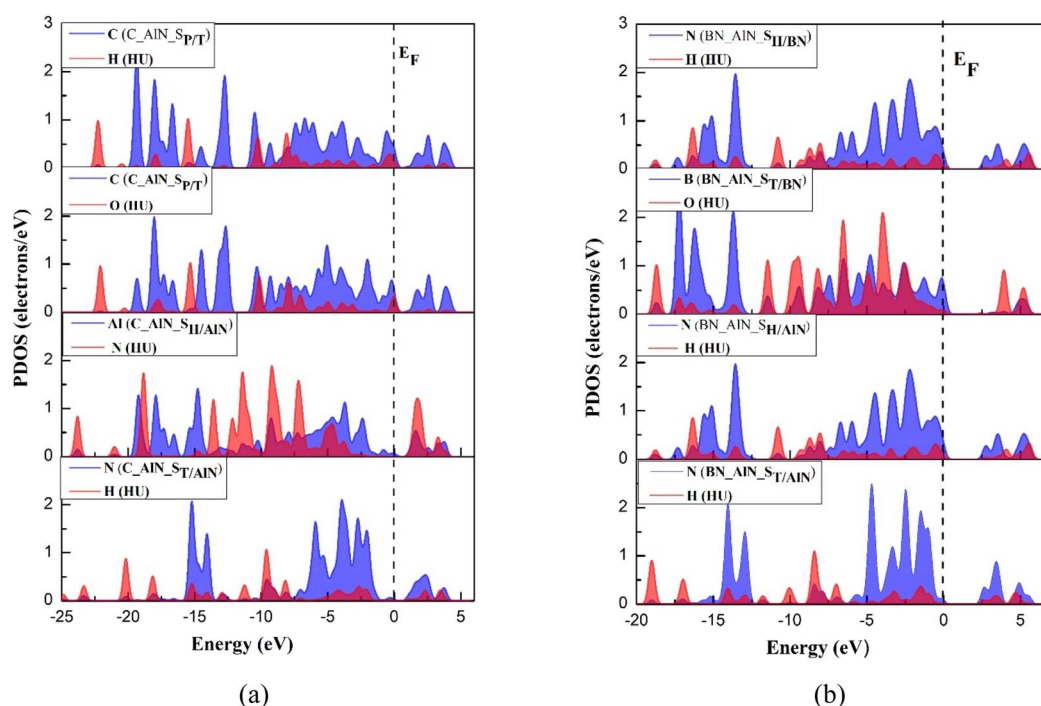 3
C (C_AlN_SP/T)
H (HU)
EF
2
1
0
C (C_AlN_SP/T)
O (HU)
2
1
0
Al (C_AlN_SH/AlN)
N (HU)
2
1
0
N (C_AlN_ST/AlN)
H (HU)
2
1
0
-25 -20 -15 -10 -5 0 5
PDOS (electrons/eV)
Energy (eV)
(a)
3
N (BN_AlN_SH/BN)
H (HU)
EF
2
1
0
B (BN_AlN_ST/BN)
O (HU)
2
1
0
N (BN_AlN_SH/AlN)
H (HU)
2
1
0
N (BN_AlN_ST/AlN)
H (HU)
2
1
0
-20 -15 -10 -5 0 5
PDOS (electrons/eV)
Energy (eV)
(b)